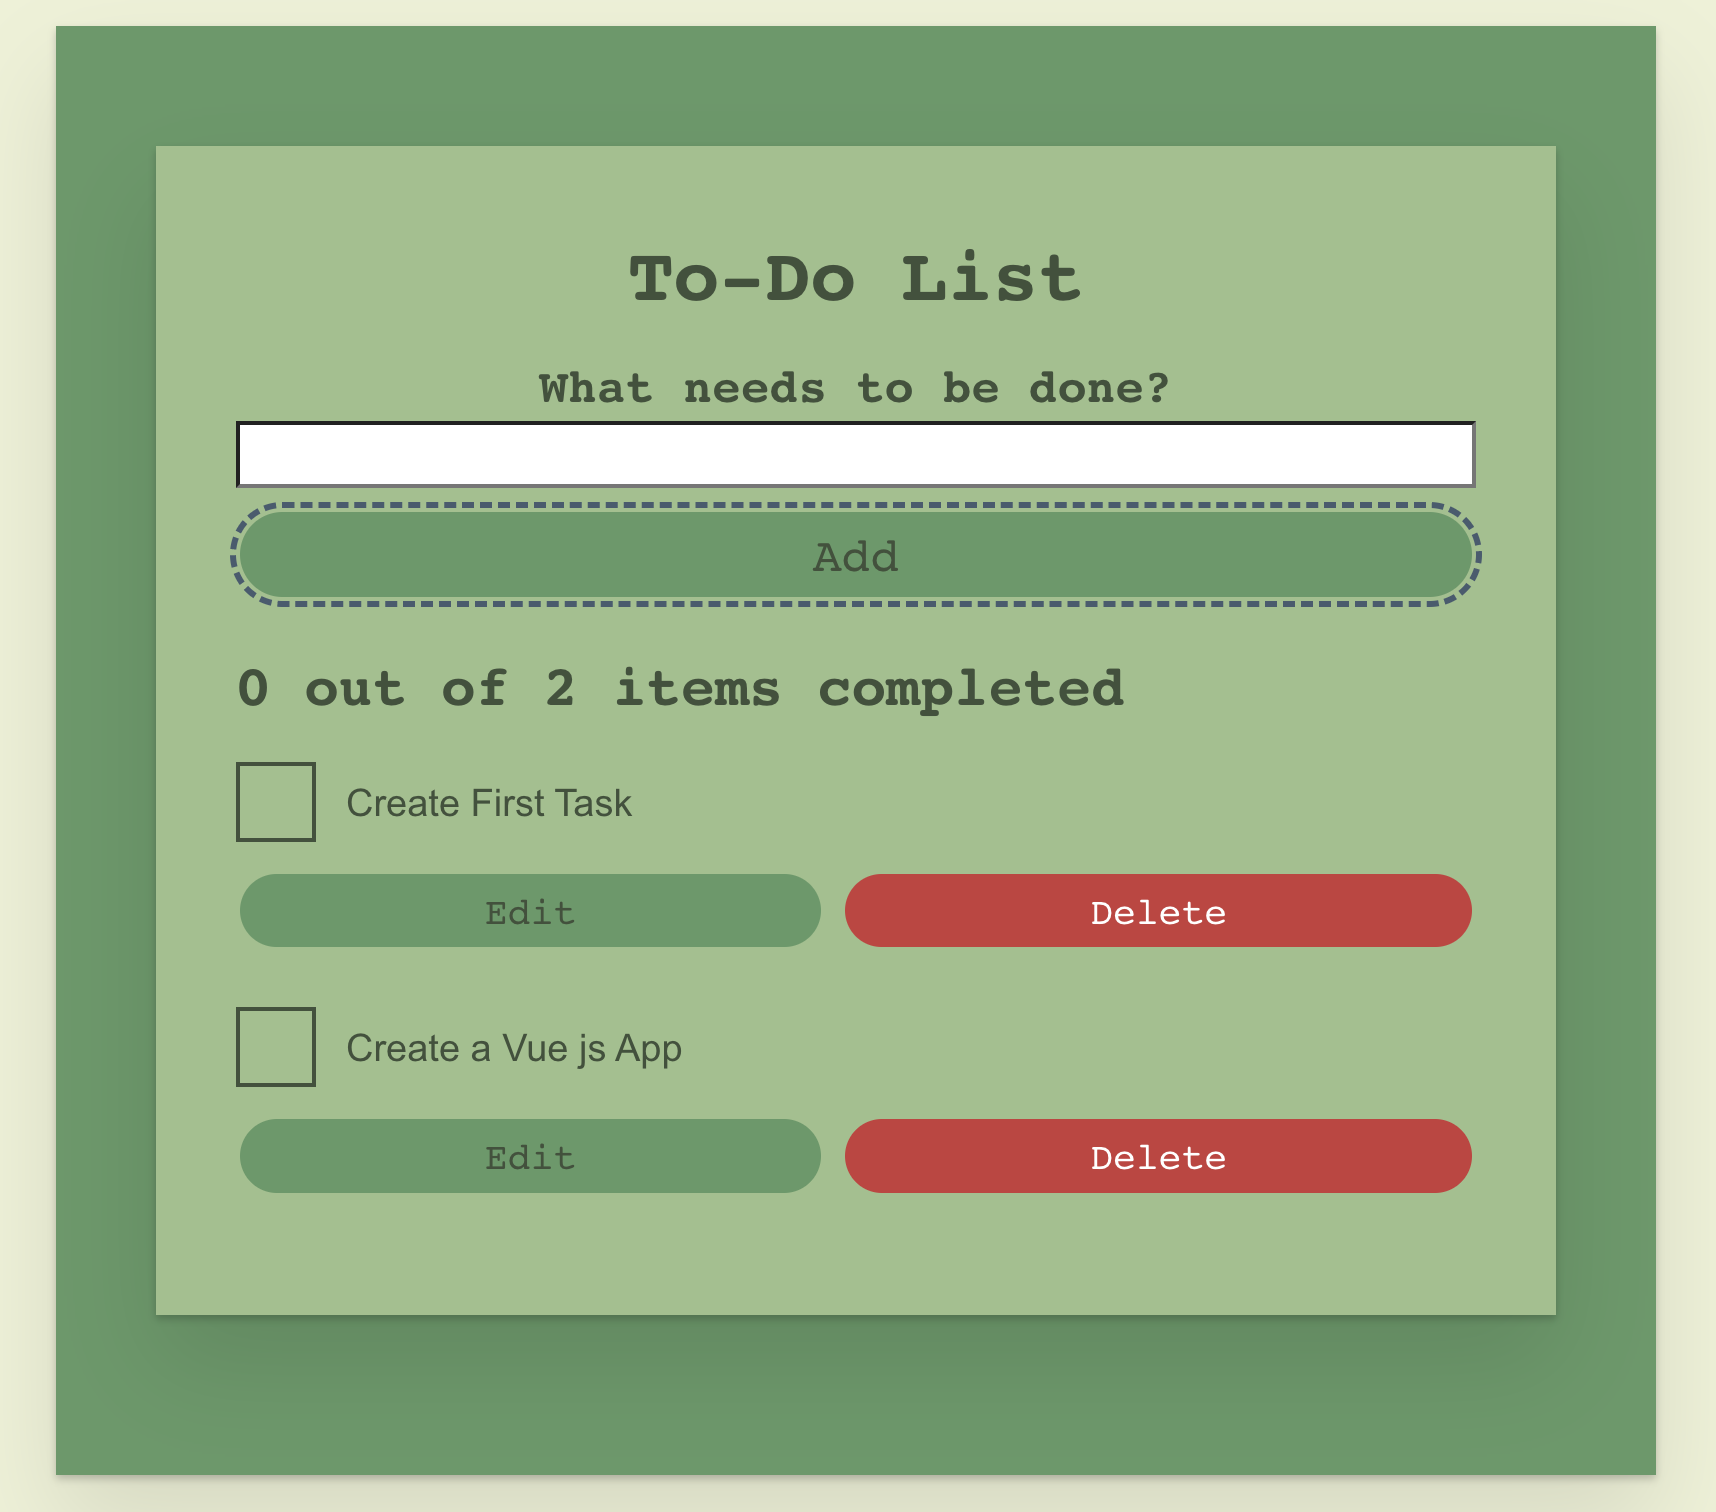 To-Do List
What needs to be done?
Add
0 out of 2 items completed
Create First Task
Edit Delete
Create a Vue js App
Edit Delete